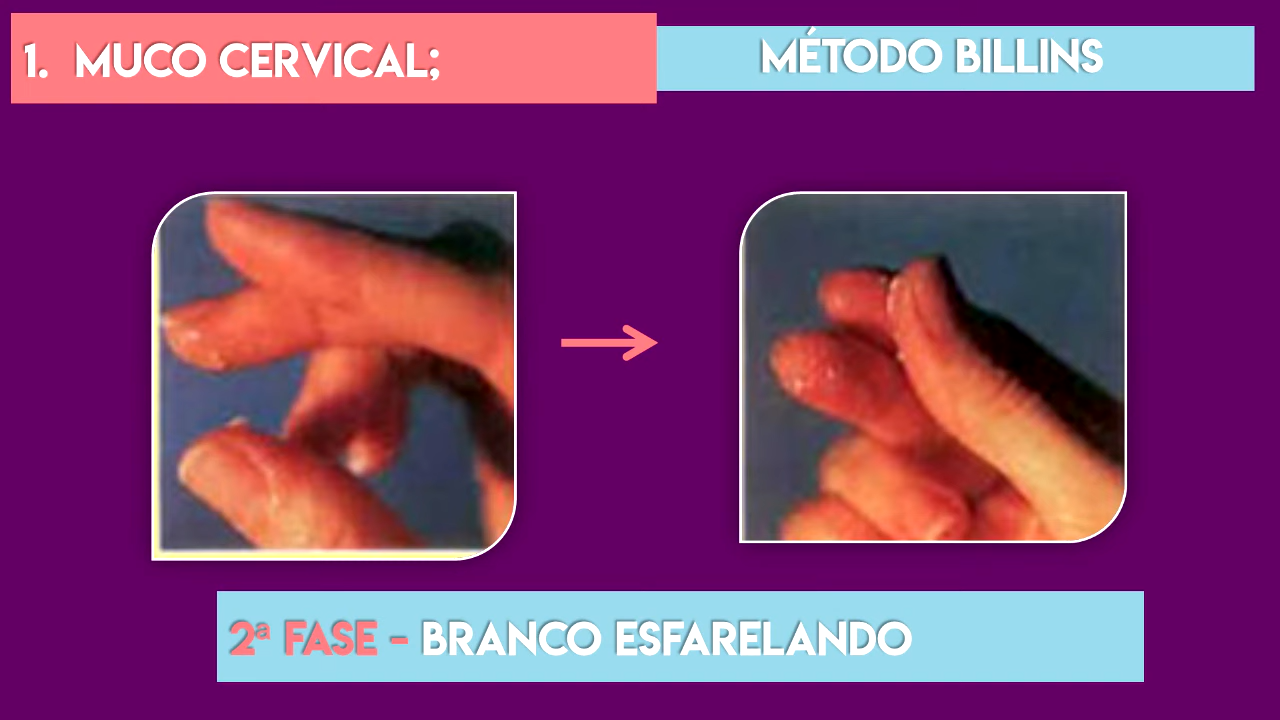 1. MUCO CERVICAL;
MÉTODO BILLINS
2ª FASE - BRANCO ESFARELANDO